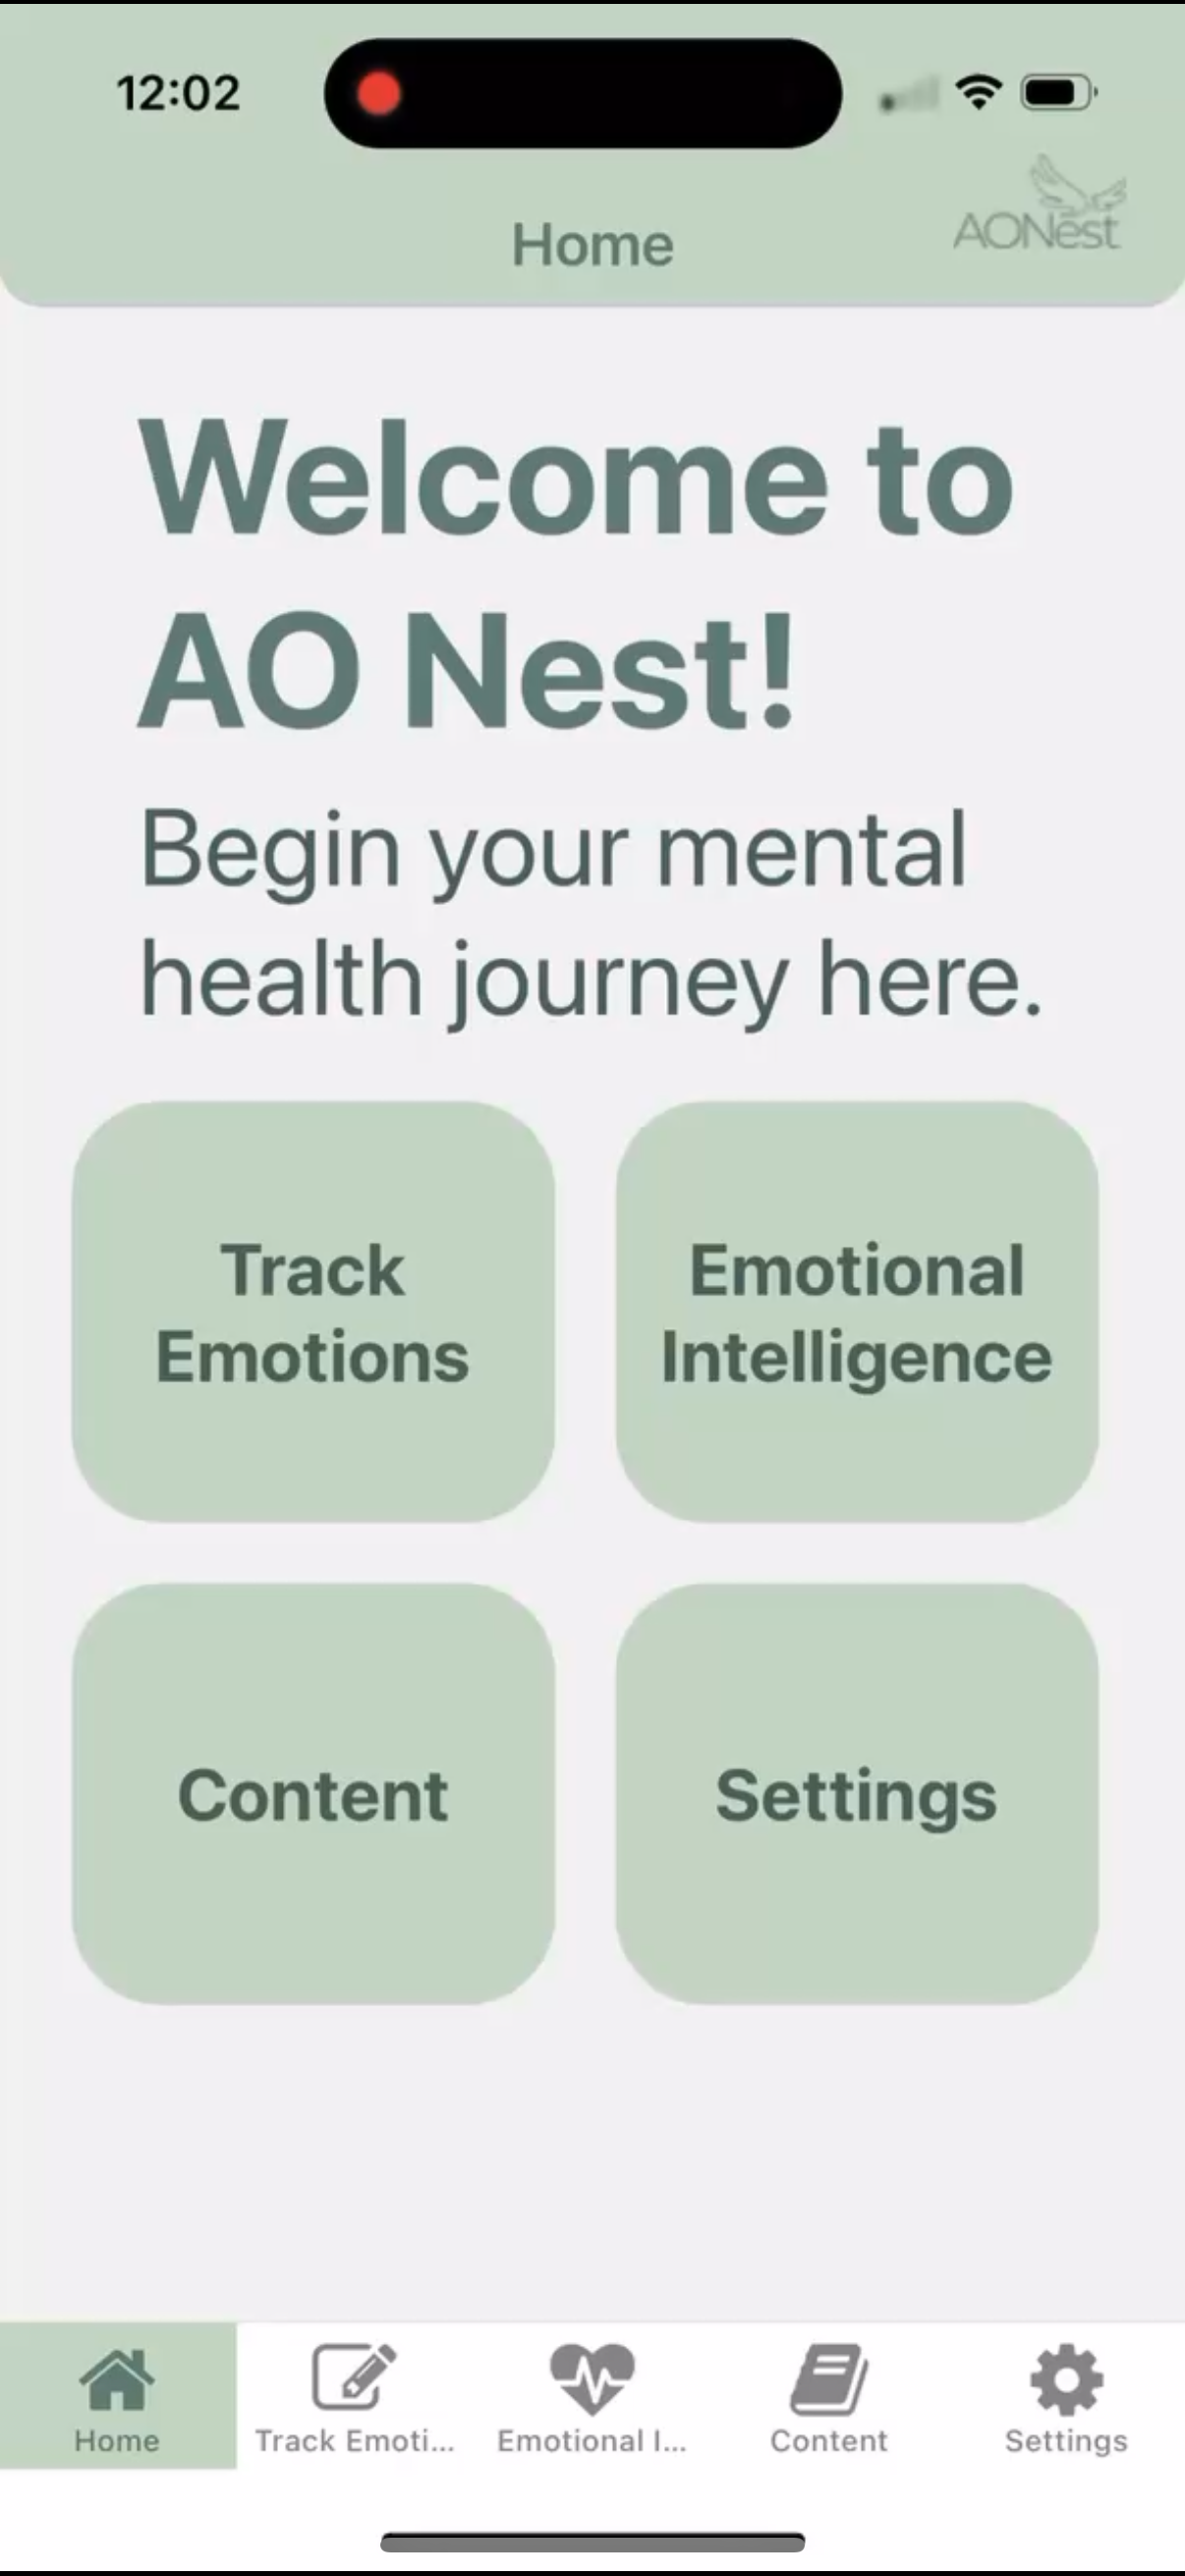 12:02
AONest
Home
Welcome to
AO Nest!
Begin your mental
health journey here.
Track
Emotions
Emotional
Intelligence
Content
Settings
Home
Track Emoti...
Emotional I...
Content
Settings